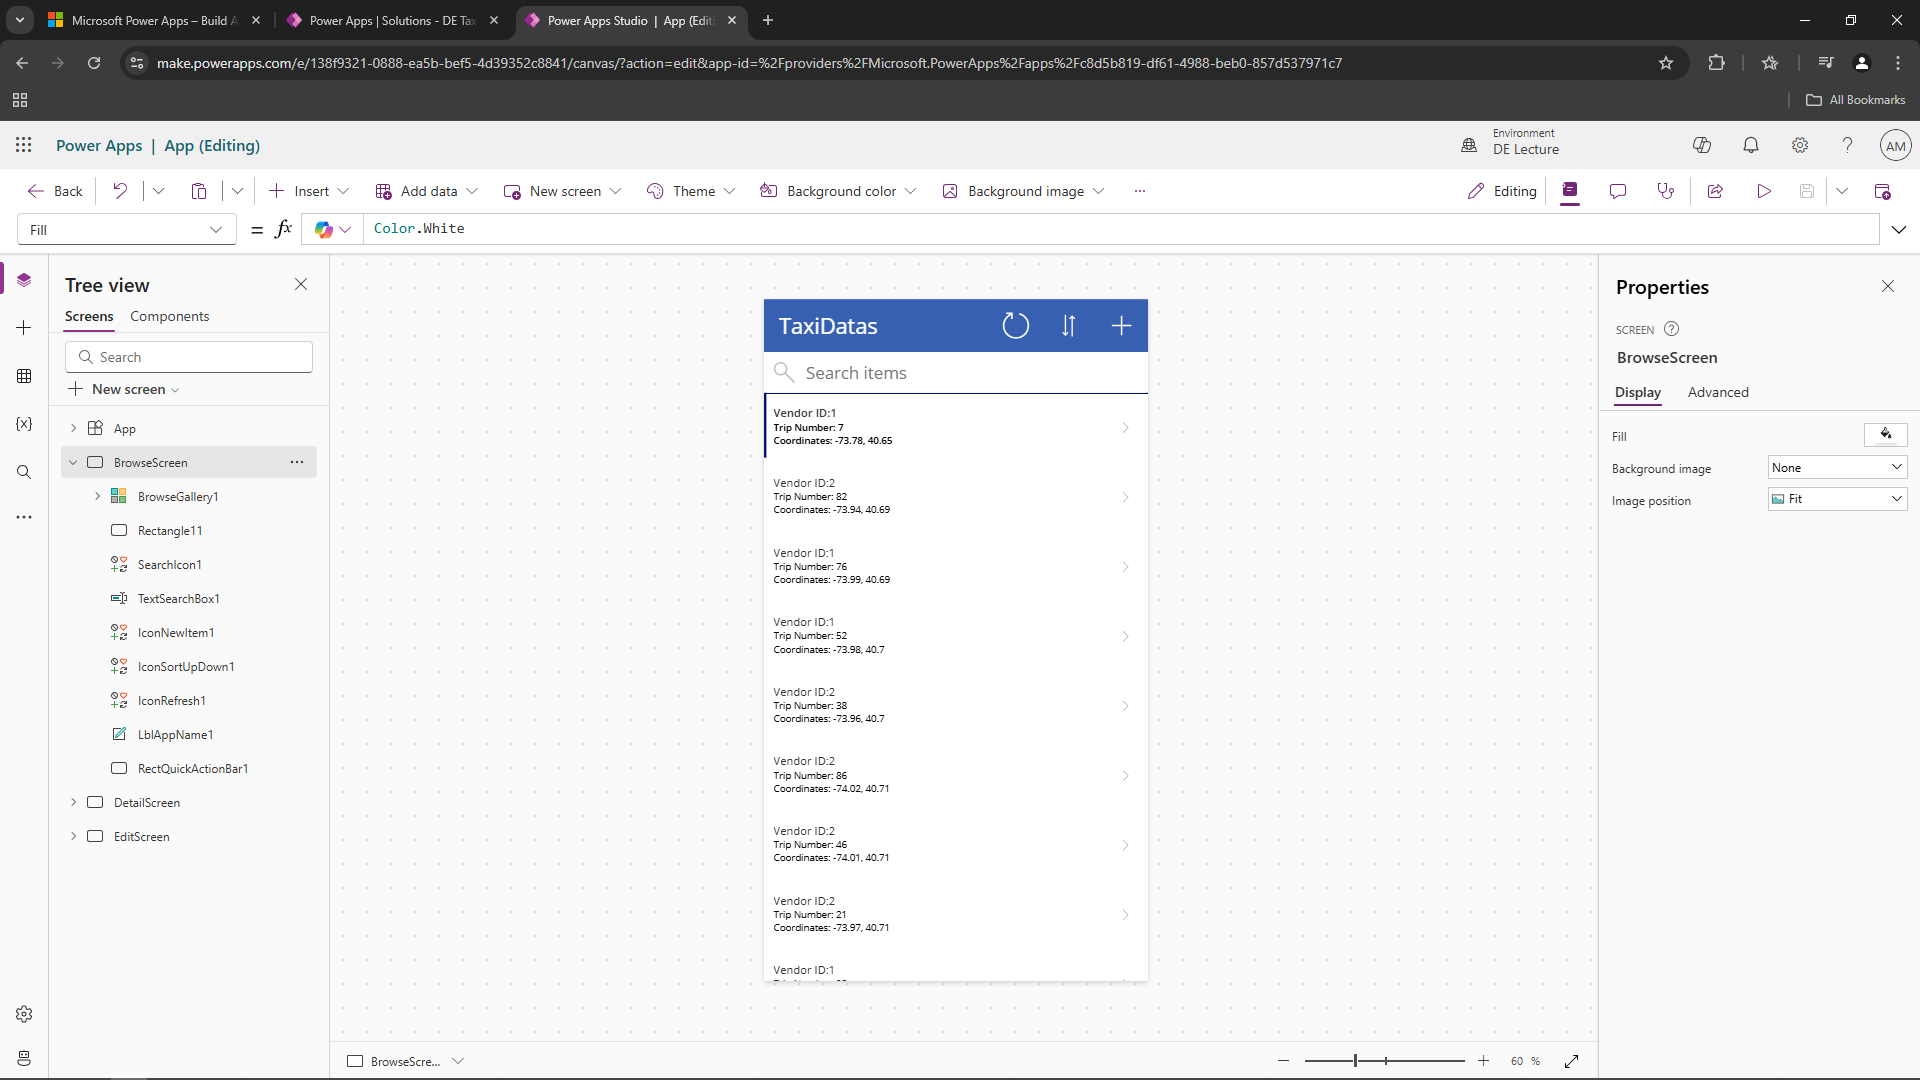 Microsoft Power Apps – Build A
Power Apps | Solutions - DE Tax
Power Apps Studio | App (Edit
make.powerapps.com/e/138f9321-0888-ea5b-bef5-4d39352c8841/canvas/?action=edit&app-id=%2Fproviders%2FMicrosoft.PowerApps%2Fapps%2Fc8d5b819-df61-4988-beb0-857d537971c7
All Bookmarks
Power Apps | App (Editing)
Environment
DE Lecture
AM
Back
Insert
Add data
New screen
Theme
Background color
Background image
Editing
Fill
= fx
Color.White
Tree view
Screens
Components
Search
New screen
App
BrowseScreen
BrowseGallery1
Rectangle11
SearchIcon1
TextSearchBox1
IconNewItem1
IconSortUpDown1
IconRefresh1
LblAppName1
RectQuickActionBar1
DetailScreen
EditScreen
TaxiDatas
Search items
Vendor ID:1
Trip Number: 7
Coordinates: -73.78, 40.65
Vendor ID:2
Trip Number: 82
Coordinates: -73.94, 40.69
Vendor ID:1
Trip Number: 76
Coordinates: -73.99, 40.69
Vendor ID:1
Trip Number: 52
Coordinates: -73.98, 40.7
Vendor ID:2
Trip Number: 38
Coordinates: -73.96, 40.7
Vendor ID:2
Trip Number: 86
Coordinates: -74.02, 40.71
Vendor ID:2
Trip Number: 46
Coordinates: -74.01, 40.71
Vendor ID:2
Trip Number: 21
Coordinates: -73.97, 40.71
Vendor ID:1
Properties
SCREEN
BrowseScreen
Display
Advanced
Fill
Background image
None
Image position
Fit
BrowseScre...
60 %